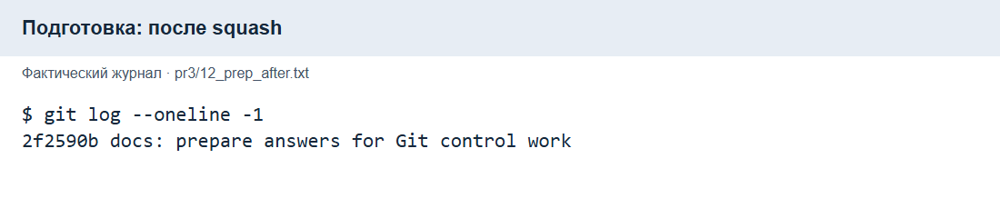 Подготовка: после squash
Фактический журнал · pr3/12_prep_after.txt
$ git log --oneline -1
2f2590b docs: prepare answers for Git control work